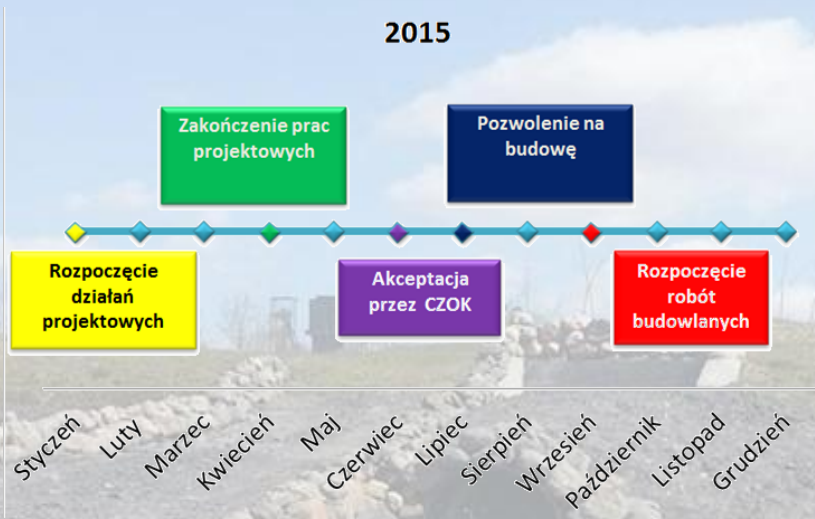 2015
Zakończenie prac
projektowych
Pozwolenie na
budowę
Rozpoczęcie
działań
projektowych
Akceptacja
przez CZOK
Rozpoczęcie
robót
budowlanych
Styczeń
Luty
Marzec
Kwiecień
Maj
Czerwiec
Lipiec
Sierpień
Wrzesień
Październik
Listopad
Grudzień